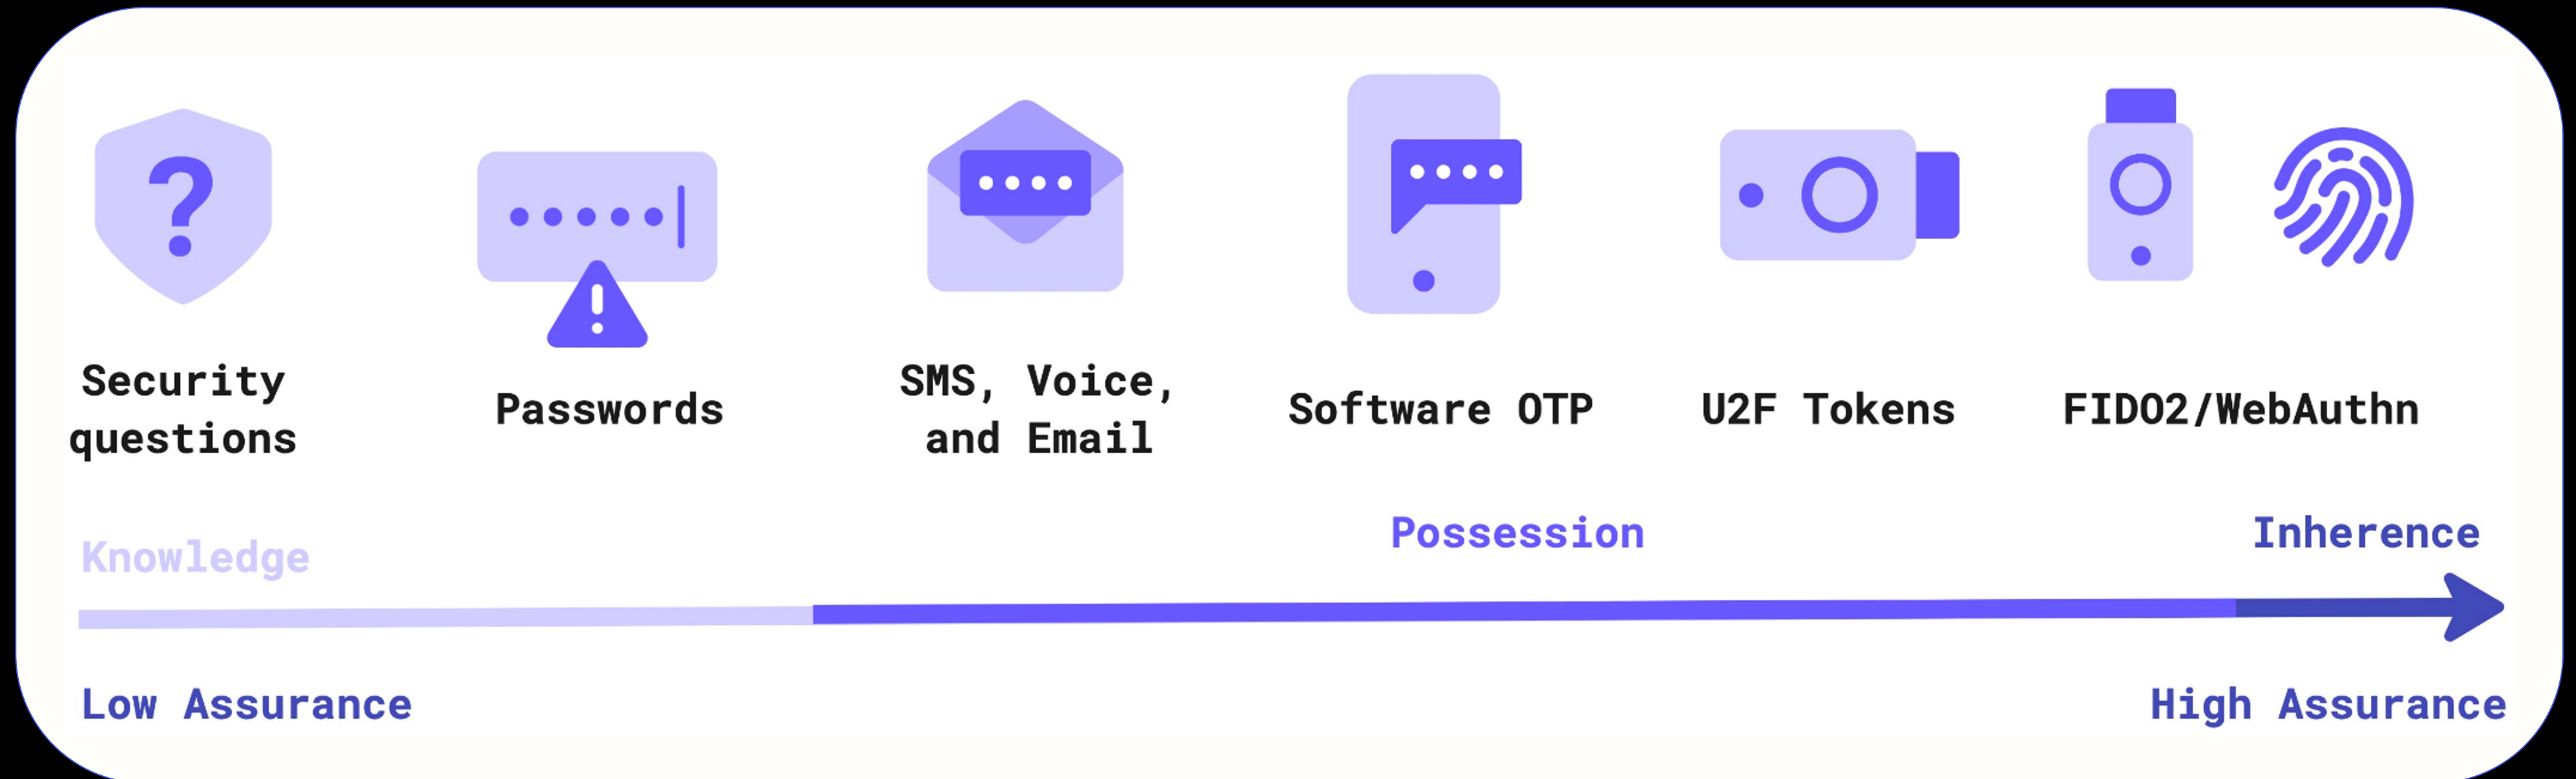 ?
Security
questions
Passwords
SMS, Voice,
and Email
Software OTP
U2F Tokens
FIDO2/WebAuthn
Knowledge
Possession
Inherence
Low Assurance
High Assurance